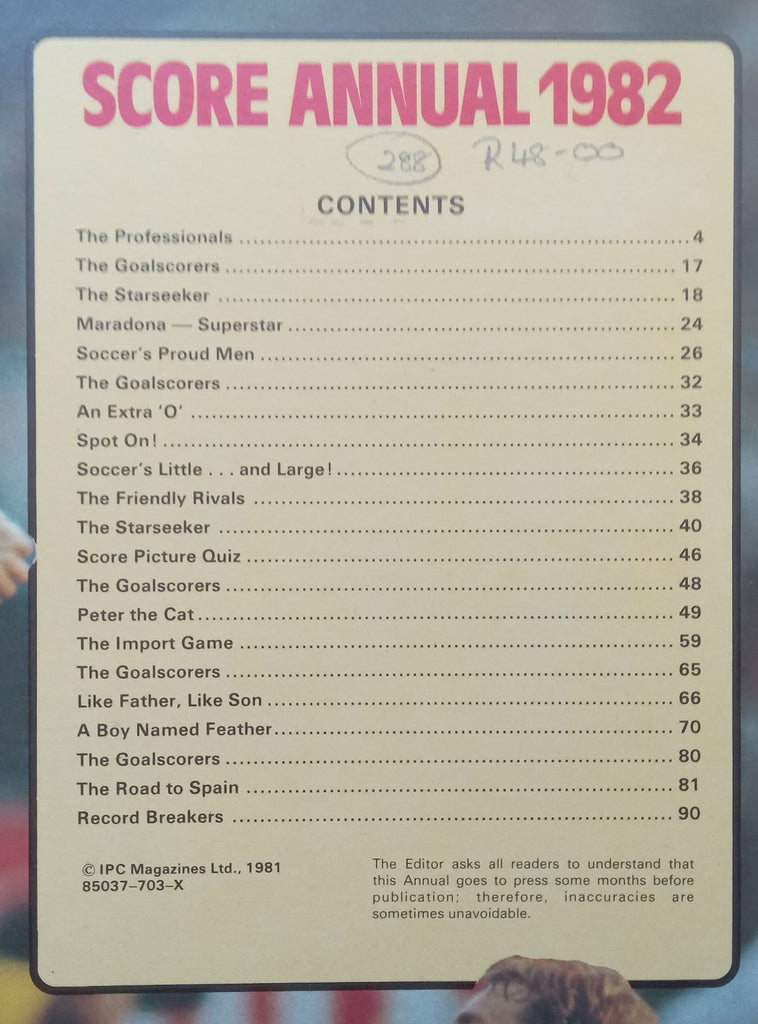 SCORE ANNUAL 1982
288 R48-00
CONTENTS
The Professionals ........ 4
The Goalscorers ........ 17
The Starseeker ........ 18
Maradona — Superstar ........ 24
Soccer's Proud Men ........ 26
The Goalscorers ........ 32
An Extra 'O' ........ 33
Spot On! ........ 34
Soccer's Little . . . and Large! ........ 36
The Friendly Rivals ........ 38
The Starseeker ........ 40
Score Picture Quiz ........ 46
The Goalscorers ........ 48
Peter the Cat ........ 49
The Import Game ........ 59
The Goalscorers ........ 65
Like Father, Like Son ........ 66
A Boy Named Feather ........ 70
The Goalscorers ........ 80
The Road to Spain ........ 81
Record Breakers ........ 90
© IPC Magazines Ltd., 1981
85037–703–X
The Editor asks all readers to understand that
this Annual goes to press some months before
publication; therefore, inaccuracies are
sometimes unavoidable.